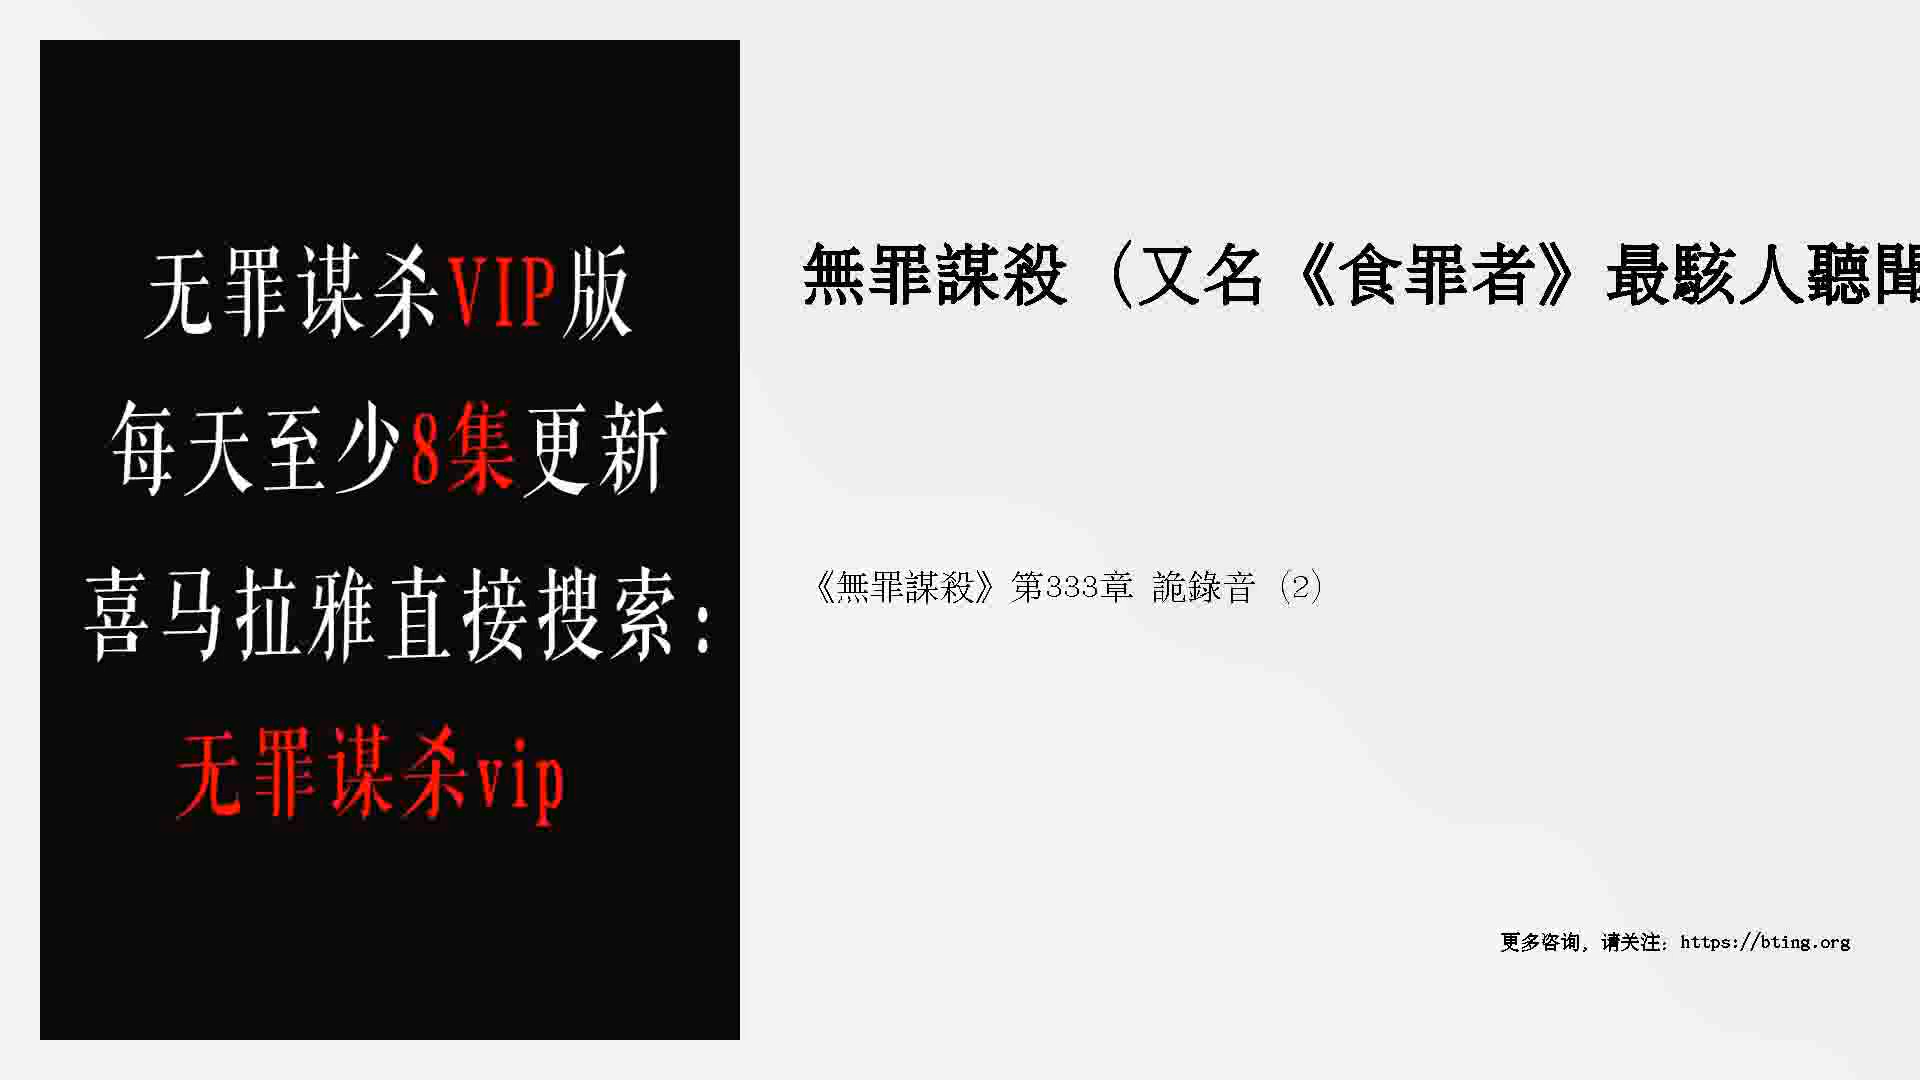 无罪谋杀VIP版
每天至少8集更新
喜马拉雅直接搜索：
无罪谋杀vip
無罪謀殺（又名《食罪者》最駭人聽聞
《無罪謀殺》第333章 詭錄音（2）
更多咨询，请关注：https://bting.org